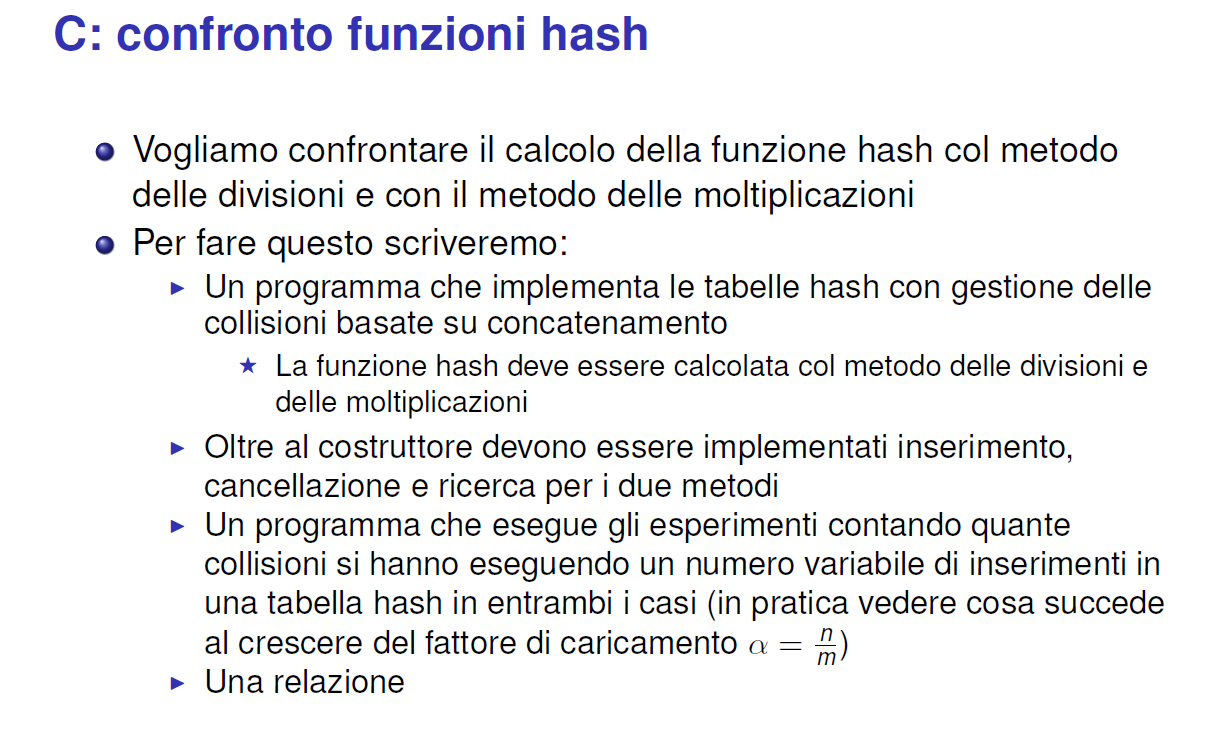 C: confronto funzioni hash
Vogliamo confrontare il calcolo della funzione hash col metodo
delle divisioni e con il metodo delle moltiplicazioni
Per fare questo scriveremo:
Un programma che implementa le tabelle hash con gestione delle
collisioni basate su concatenamento
La funzione hash deve essere calcolata col metodo delle divisioni e
delle moltiplicazioni
Oltre al costruttore devono essere implementati inserimento,
cancellazione e ricerca per i due metodi
Un programma che esegue gli esperimenti contando quante
collisioni si hanno eseguendo un numero variabile di inserimenti in
una tabella hash in entrambi i casi (in pratica vedere cosa succede
al crescere del fattore di caricamento α = n/m)
Una relazione